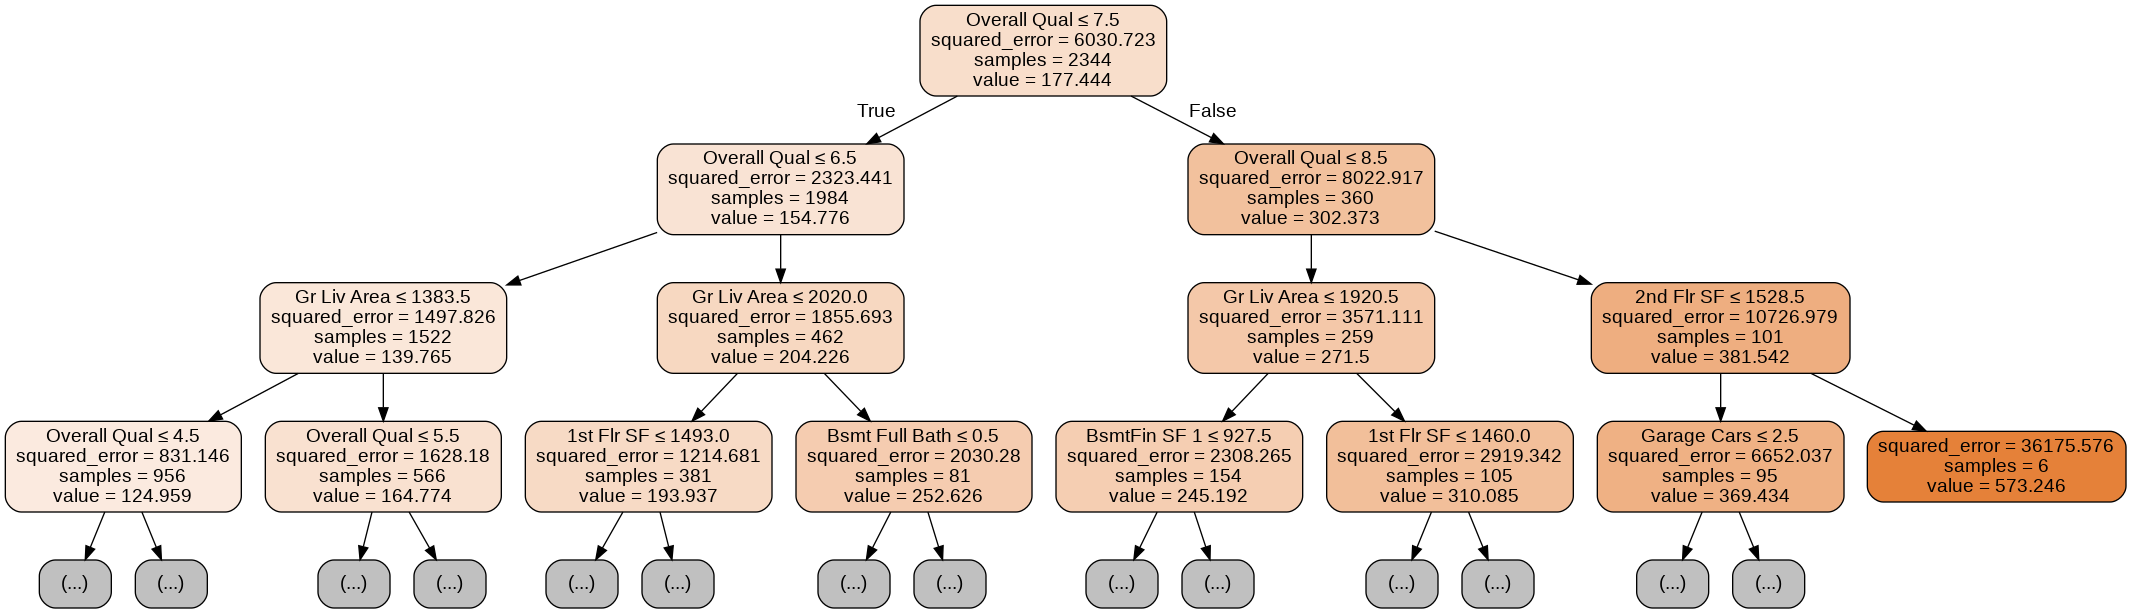 Overall Qual ≤ 7.5
squared_error = 6030.723
samples = 2344
value = 177.444
True
False
Overall Qual ≤ 6.5
squared_error = 2323.441
samples = 1984
value = 154.776
Overall Qual ≤ 8.5
squared_error = 8022.917
samples = 360
value = 302.373
Gr Liv Area ≤ 1383.5
squared_error = 1497.826
samples = 1522
value = 139.765
Gr Liv Area ≤ 2020.0
squared_error = 1855.693
samples = 462
value = 204.226
Gr Liv Area ≤ 1920.5
squared_error = 3571.111
samples = 259
value = 271.5
2nd Flr SF ≤ 1528.5
squared_error = 10726.979
samples = 101
value = 381.542
Overall Qual ≤ 4.5
squared_error = 831.146
samples = 956
value = 124.959
Overall Qual ≤ 5.5
squared_error = 1628.18
samples = 566
value = 164.774
1st Flr SF ≤ 1493.0
squared_error = 1214.681
samples = 381
value = 193.937
Bsmt Full Bath ≤ 0.5
squared_error = 2030.28
samples = 81
value = 252.626
BsmtFin SF 1 ≤ 927.5
squared_error = 2308.265
samples = 154
value = 245.192
1st Flr SF ≤ 1460.0
squared_error = 2919.342
samples = 105
value = 310.085
Garage Cars ≤ 2.5
squared_error = 6652.037
samples = 95
value = 369.434
squared_error = 36175.576
samples = 6
value = 573.246
(...)
(...)
(...)
(...)
(...)
(...)
(...)
(...)
(...)
(...)
(...)
(...)
(...)
(...)